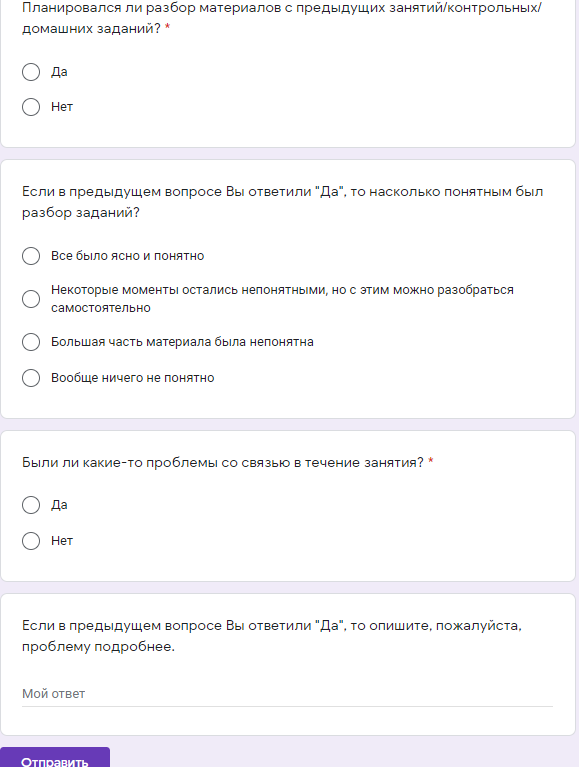 Планировался ли разбор материалов с предыдущих занятий/контрольных/
домашних заданий? *
Да
Нет
Если в предыдущем вопросе Вы ответили "Да", то насколько понятным был
разбор заданий?
Все было ясно и понятно
Некоторые моменты остались непонятными, но с этим можно разобраться
самостоятельно
Большая часть материала была непонятна
Вообще ничего не понятно
Были ли какие-то проблемы со связью в течение занятия? *
Да
Нет
Если в предыдущем вопросе Вы ответили "Да", то опишите, пожалуйста,
проблему подробнее.
Мой ответ
Отправить